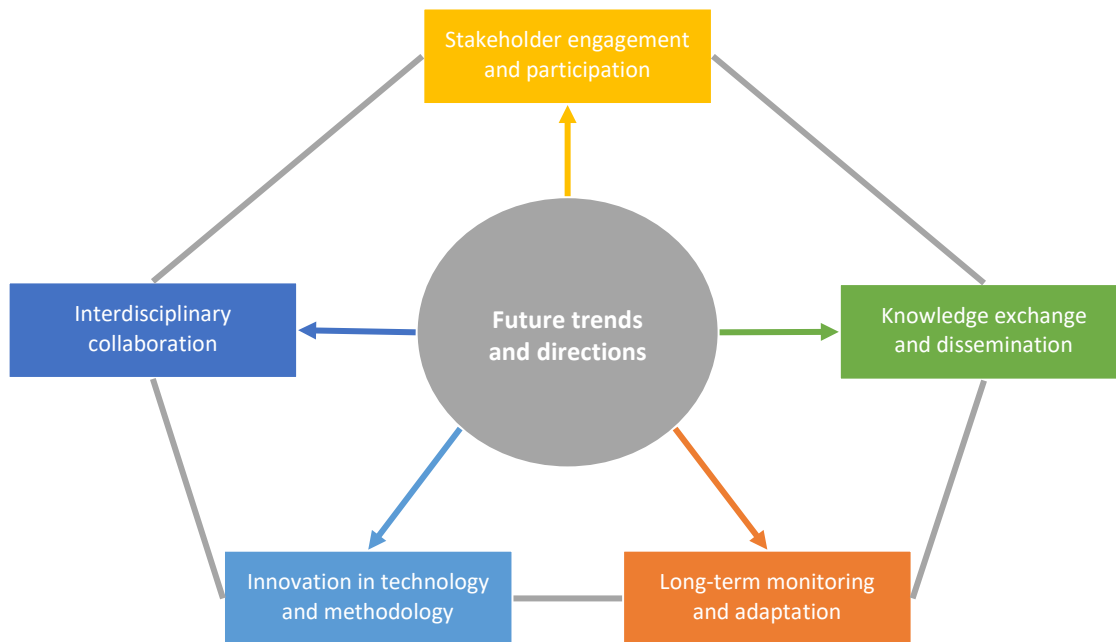 Stakeholder engagement
and participation
Interdisciplinary
collaboration
Future trends
and directions
Knowledge exchange
and dissemination
Innovation in technology
and methodology
Long-term monitoring
and adaptation